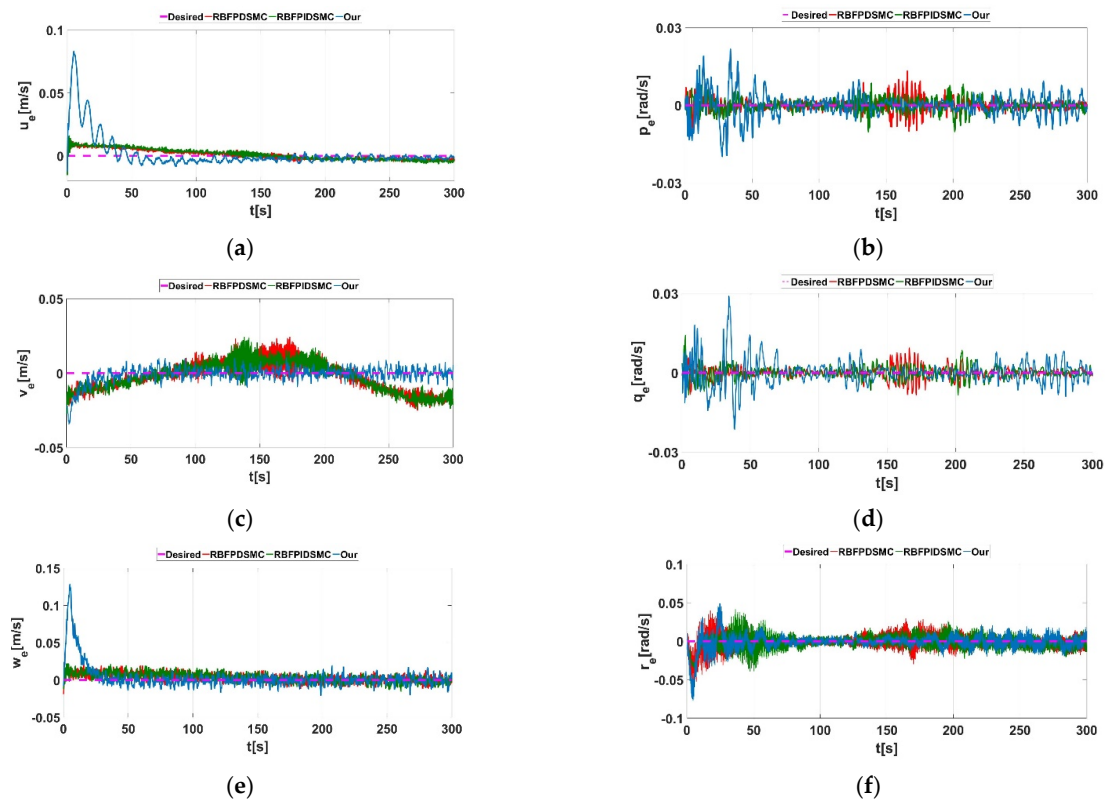 Desired RBFPDSMC RBFPIDSMC Our
0.1
0.05
0
u_e[m/s]
0 50 100 150 200 250 300
t[s]
(a)
Desired RBFPDSMC RBFPIDSMC Our
0.03
0
-0.03
p_e[rad/s]
0 50 100 150 200 250 300
t[s]
(b)
Desired RBFPDSMC RBFPIDSMC Our
0.05
0
-0.05
v_e[m/s]
0 50 100 150 200 250 300
t[s]
(c)
Desired RBFPDSMC RBFPIDSMC Our
0.03
0
-0.03
q_e[rad/s]
0 50 100 150 200 250 300
t[s]
(d)
Desired RBFPDSMC RBFPIDSMC Our
0.15
0.1
0.05
0
-0.05
w_e[m/s]
0 50 100 150 200 250 300
t[s]
(e)
Desired RBFPDSMC RBFPIDSMC Our
0.1
0.05
0
-0.05
-0.1
r_e[rad/s]
0 50 100 150 200 250 300
t[s]
(f)